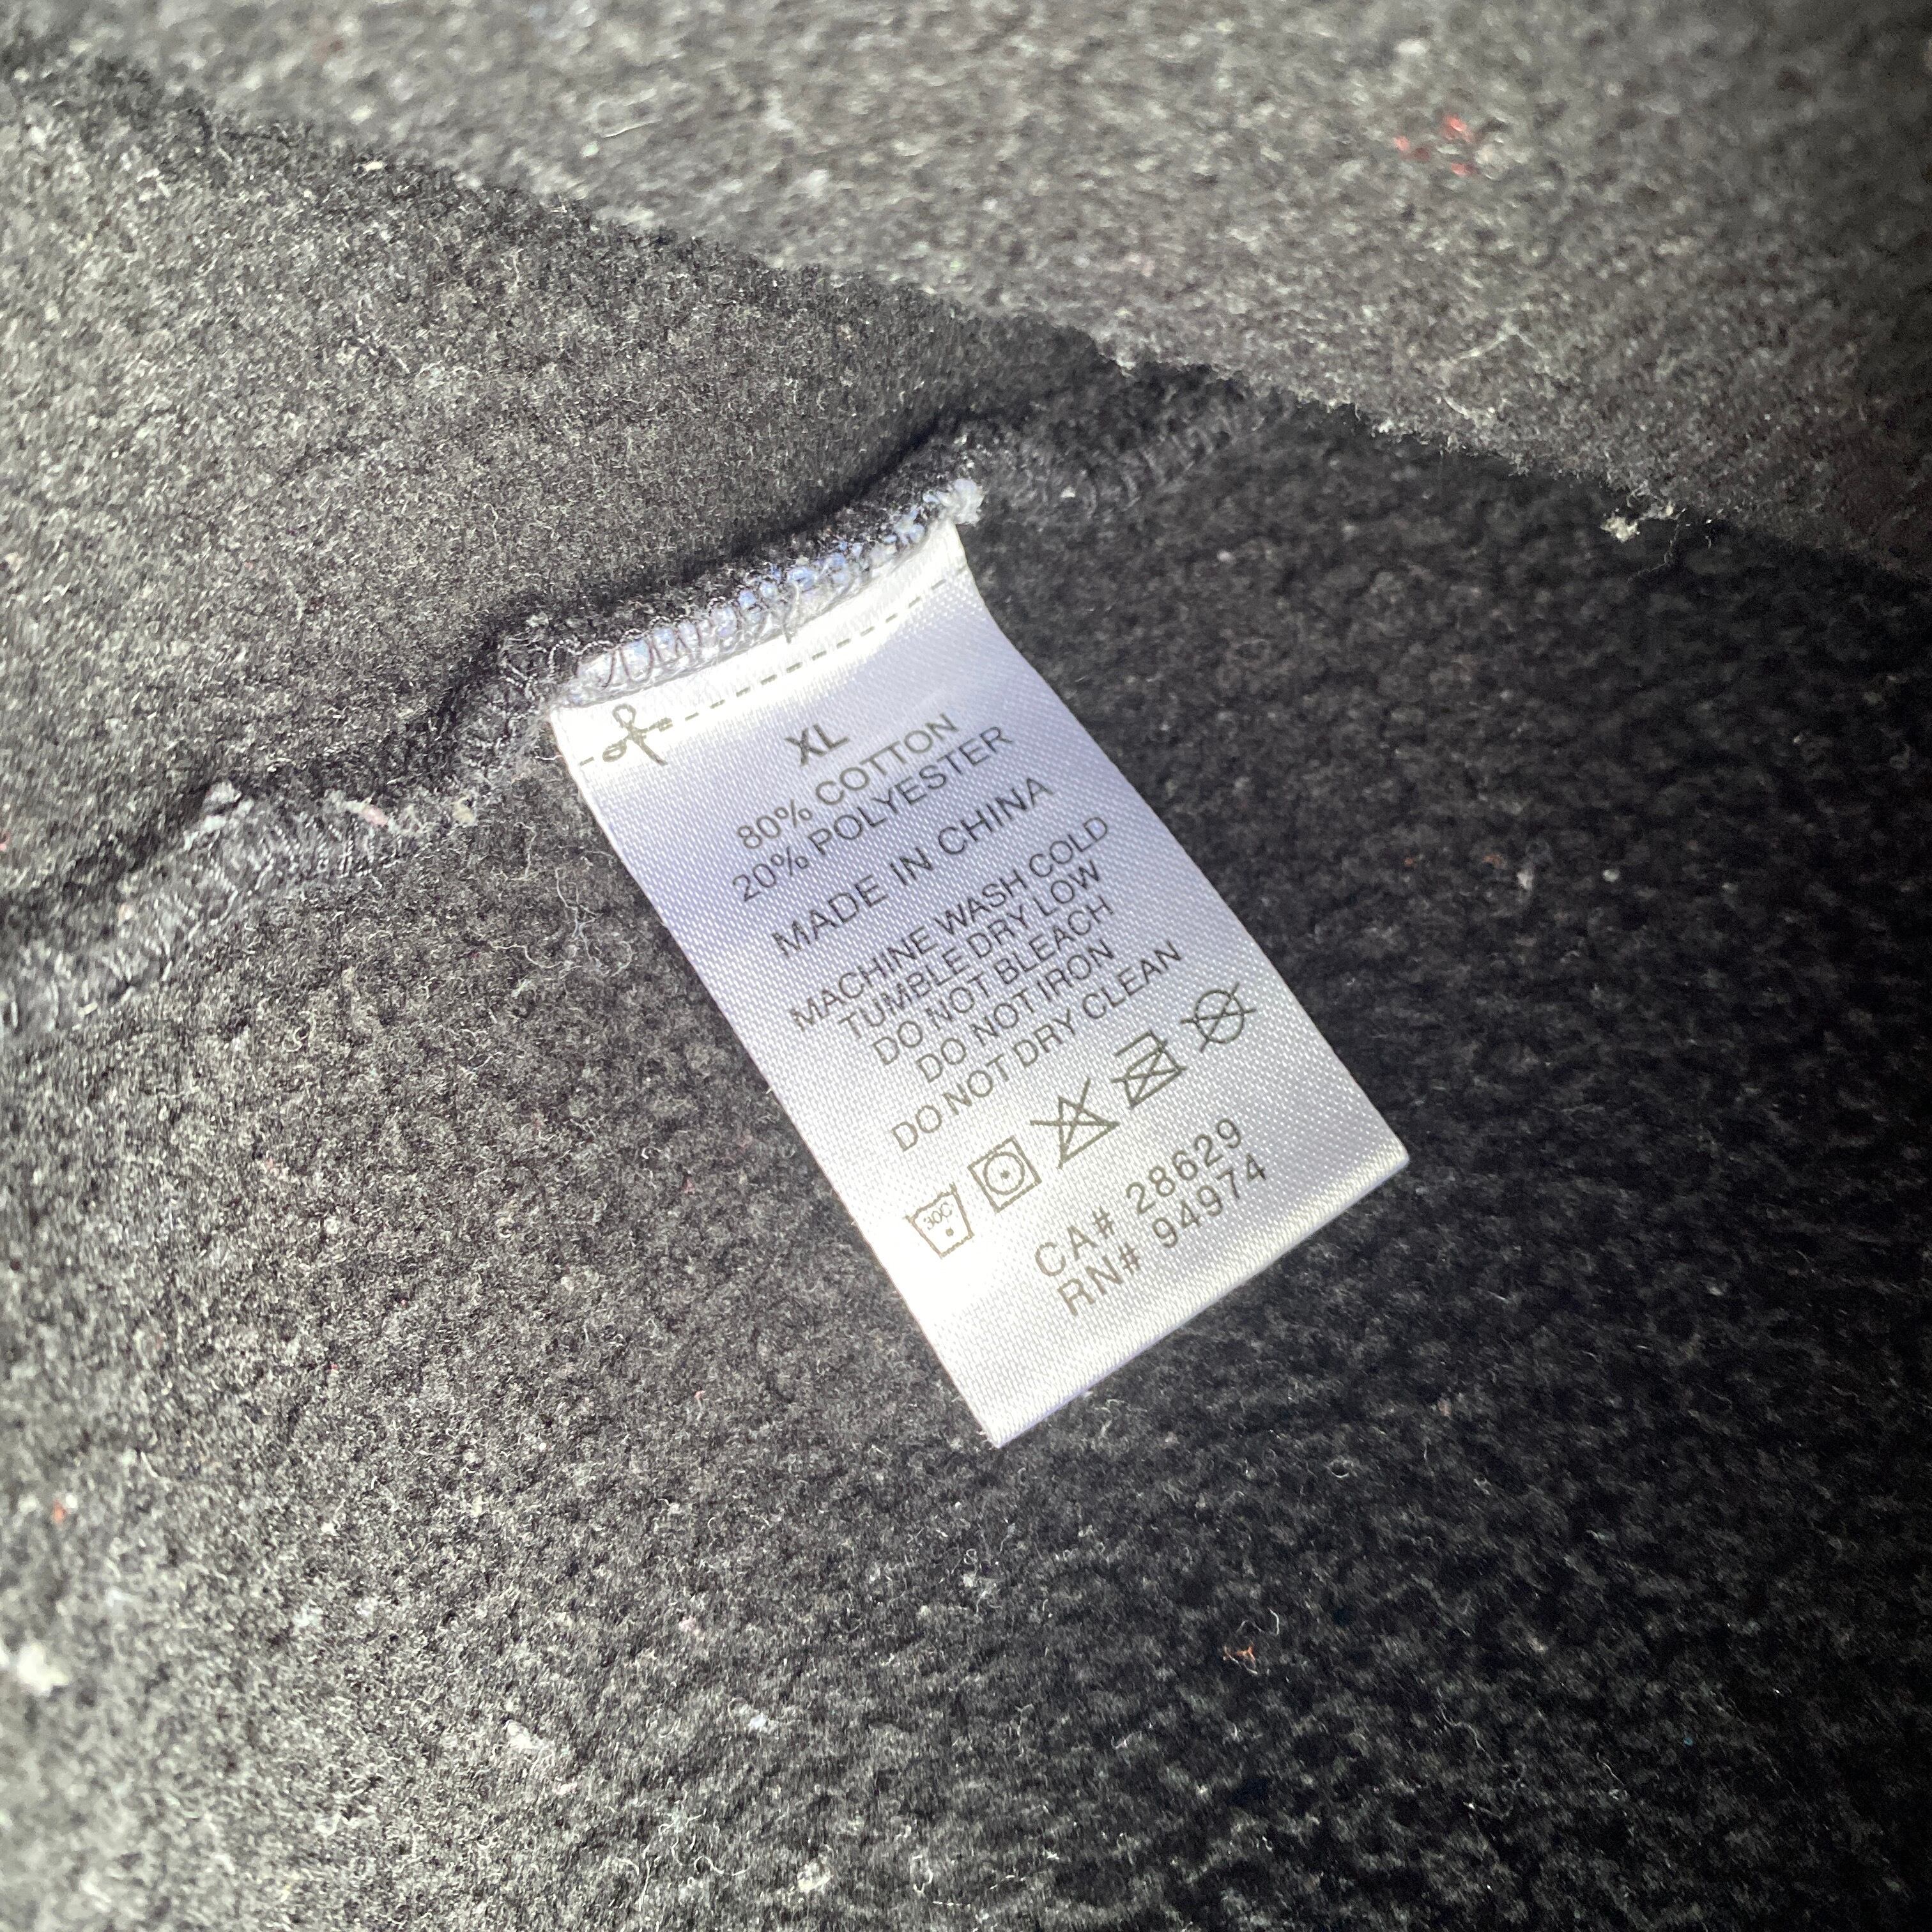 XL
80% COTTON
20% POLYESTER
MADE IN CHINA
MACHINE WASH COLD
TUMBLE DRY LOW
DO NOT BLEACH
DO NOT IRON
DO NOT DRY CLEAN
30C
CA# 28629
RN# 94974